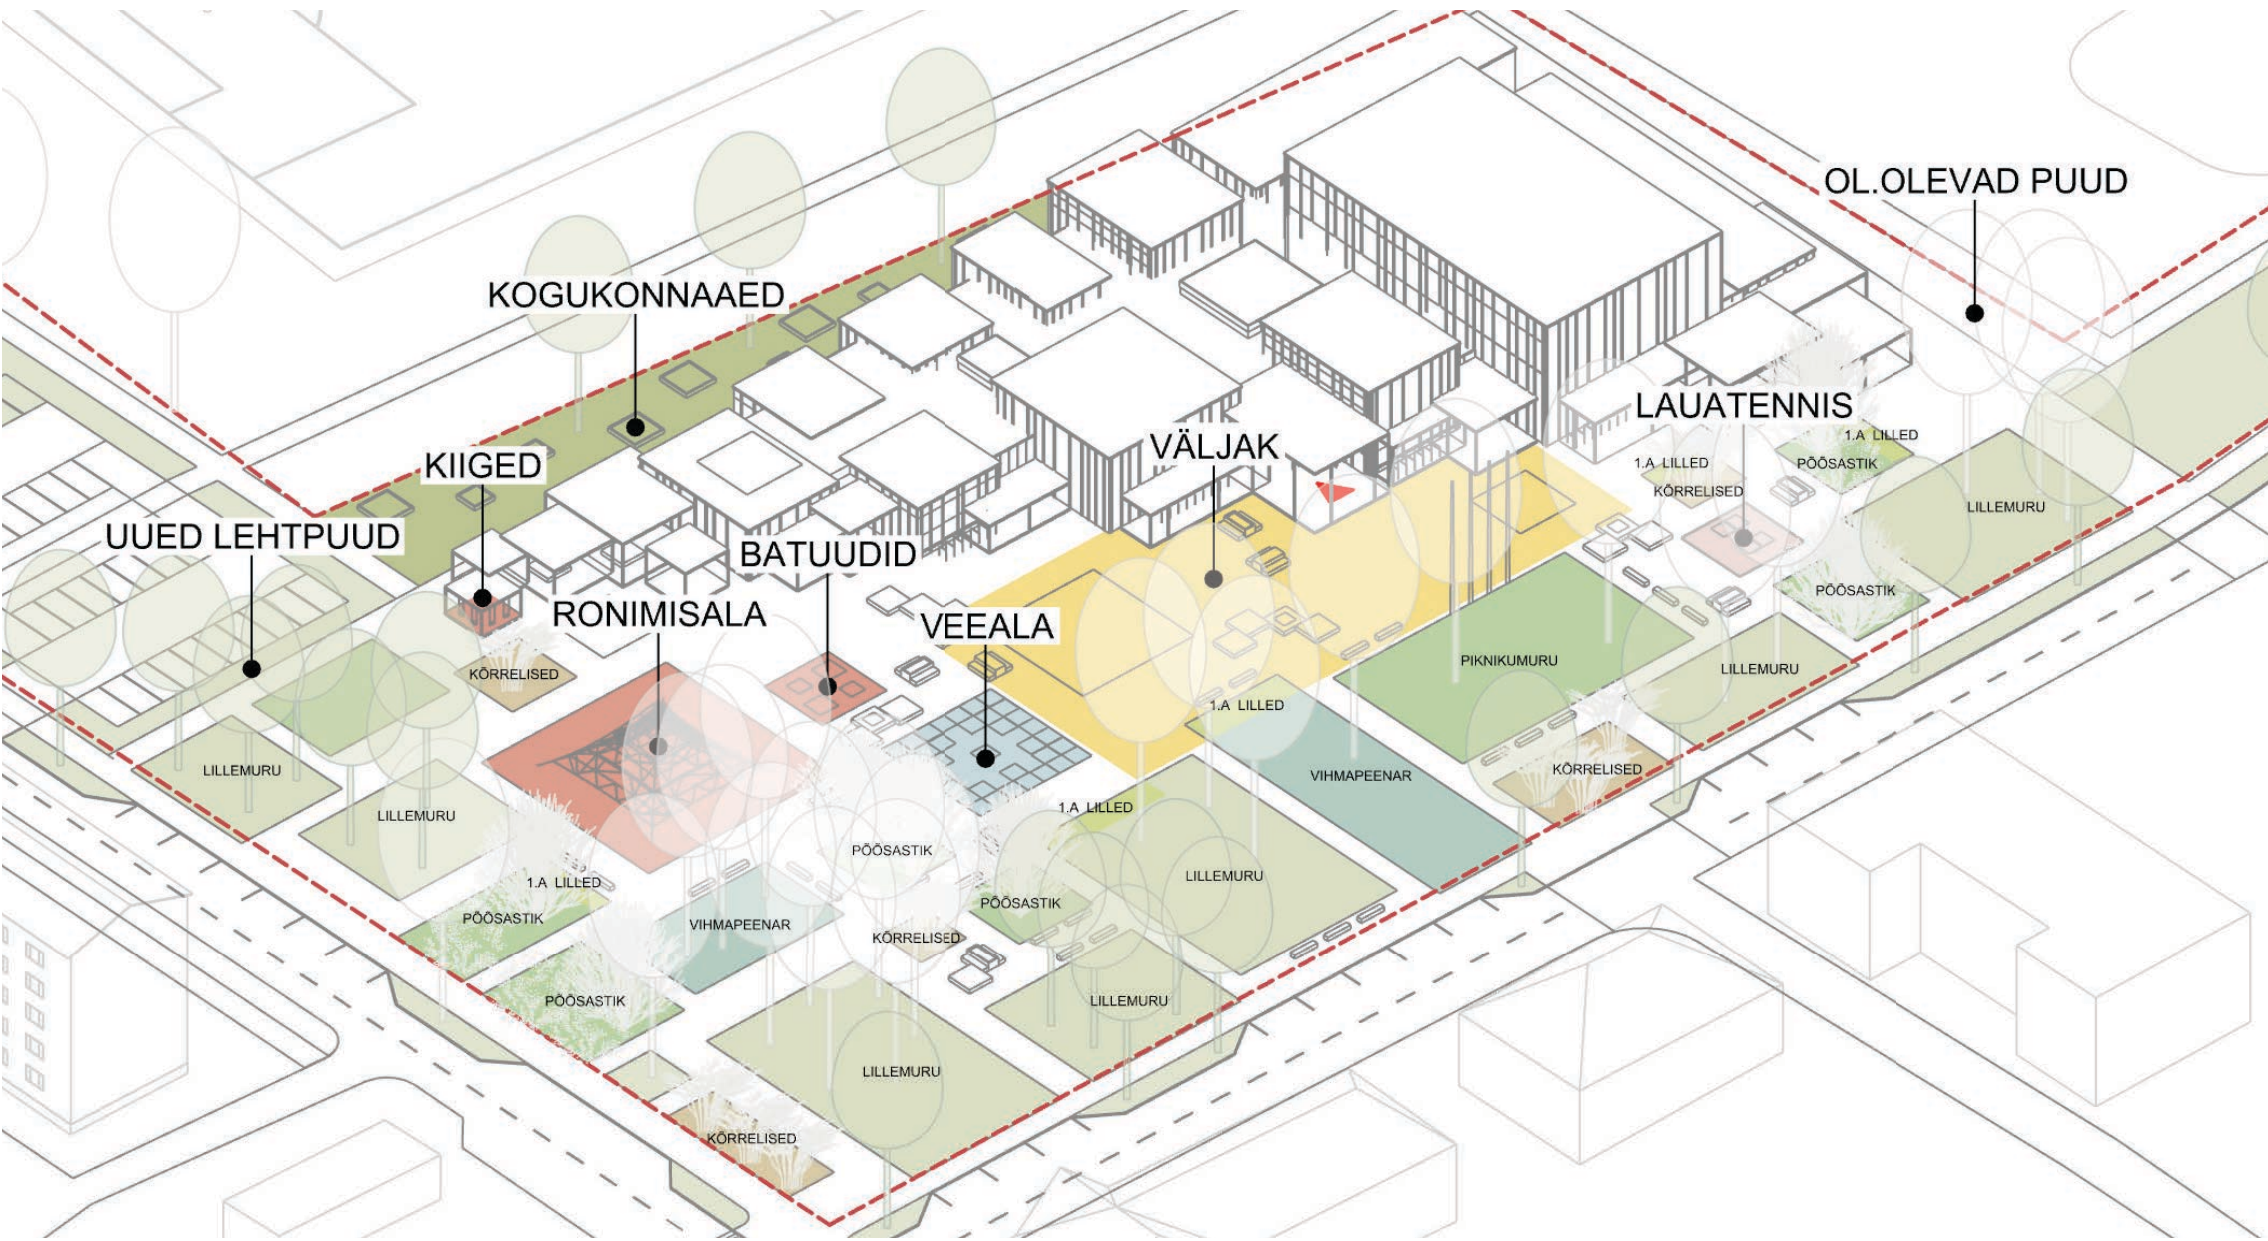 OL.OLEVAD PUUD
KOGUKONNAAED
LAUATENNIS
1.A LILLED
VÄLJAK
KIIGED
1.A LILLED
PÕÕSASTIK
KÕRRELISED
LILLEMURU
UUED LEHTPUUD
BATUUDID
PÕÕSASTIK
RONIMISALA
VEEALA
PIKNIKUMURU
LILLEMURU
KÕRRELISED
1.A LILLED
LILLEMURU
KÕRRELISED
VIHMAPEENAR
1.A LILLED
LILLEMURU
PÕÕSASTIK
LILLEMURU
1.A LILLED
PÕÕSASTIK
PÕÕSASTIK
VIHMAPEENAR
KÕRRELISED
PÕÕSASTIK
LILLEMURU
LILLEMURU
KÕRRELISED